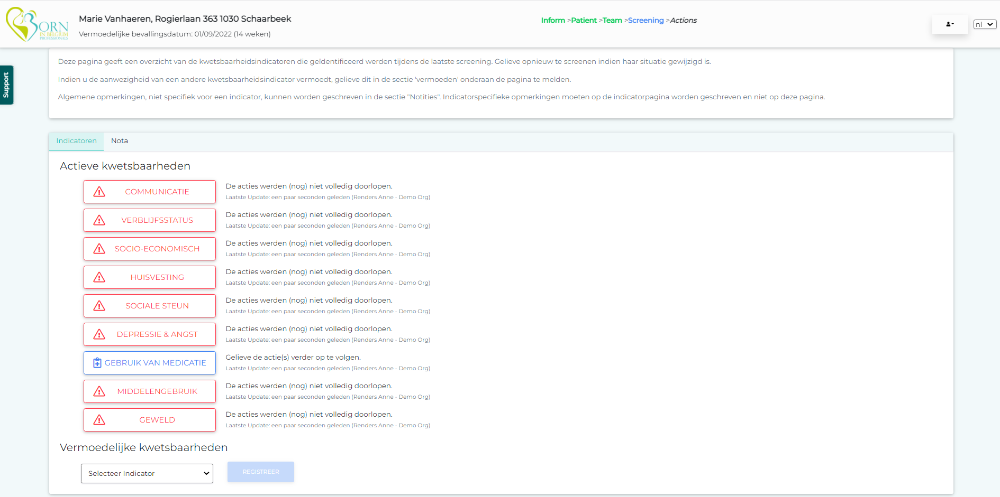 BORN
IN BELGIUM
PROFESSIONALS
Marie Vanhaeren, Rogierlaan 363 1030 Schaarbeek
Vermoedelijke bevallingsdatum: 01/09/2022 (14 weken)
Inform >Patient >Team >Screening >Actions
nl
Support
Deze pagina geeft een overzicht van de kwetsbaarheidsindicatoren die geïdentificeerd werden tijdens de laatste screening. Gelieve opnieuw te screenen indien haar situatie gewijzigd is.
Indien u de aanwezigheid van een andere kwetsbaarheidsindicator vermoedt, gelieve dit in de sectie 'vermoeden' onderaan de pagina te melden.
Algemene opmerkingen, niet specifiek voor een indicator, kunnen worden geschreven in de sectie "Notities". Indicatorspecifieke opmerkingen moeten op de indicatorpagina worden geschreven en niet op deze pagina.
Indicatoren Nota
Actieve kwetsbaarheden
COMMUNICATIE
De acties werden (nog) niet volledig doorlopen.
Laatste Update: een paar seconden geleden (Renders Anne - Demo Org)
VERBLIJFSSTATUS
De acties werden (nog) niet volledig doorlopen.
Laatste Update: een paar seconden geleden (Renders Anne - Demo Org)
SOCIO-ECONOMISCH
De acties werden (nog) niet volledig doorlopen.
Laatste Update: een paar seconden geleden (Renders Anne - Demo Org)
HUISVESTING
De acties werden (nog) niet volledig doorlopen.
Laatste Update: een paar seconden geleden (Renders Anne - Demo Org)
SOCIALE STEUN
De acties werden (nog) niet volledig doorlopen.
Laatste Update: een paar seconden geleden (Renders Anne - Demo Org)
DEPRESSIE & ANGST
De acties werden (nog) niet volledig doorlopen.
Laatste Update: een paar seconden geleden (Renders Anne - Demo Org)
GEBRUIK VAN MEDICATIE
Gelieve de actie(s) verder op te volgen.
Laatste Update: een paar seconden geleden (Renders Anne - Demo Org)
MIDDELENGEBRUIK
De acties werden (nog) niet volledig doorlopen.
Laatste Update: een paar seconden geleden (Renders Anne - Demo Org)
GEWELD
De acties werden (nog) niet volledig doorlopen.
Laatste Update: een paar seconden geleden (Renders Anne - Demo Org)
Vermoedelijke kwetsbaarheden
Selecteer Indicator
REGISTREER